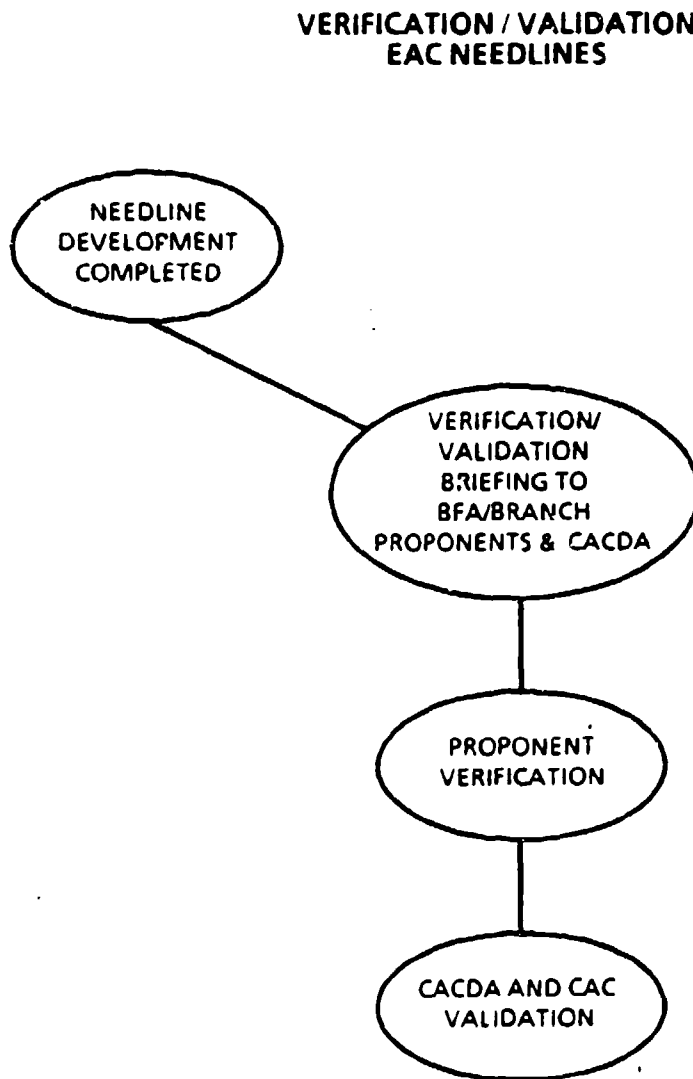 VERIFICATION / VALIDATION
EAC NEEDLINES
NEEDLINE
DEVELOPMENT
COMPLETED
VERIFICATION/
VALIDATION
BRIEFING TO
BFA/BRANCH
PROPONENTS & CACDA
PROPONENT
VERIFICATION
CACDA AND CAC
VALIDATION